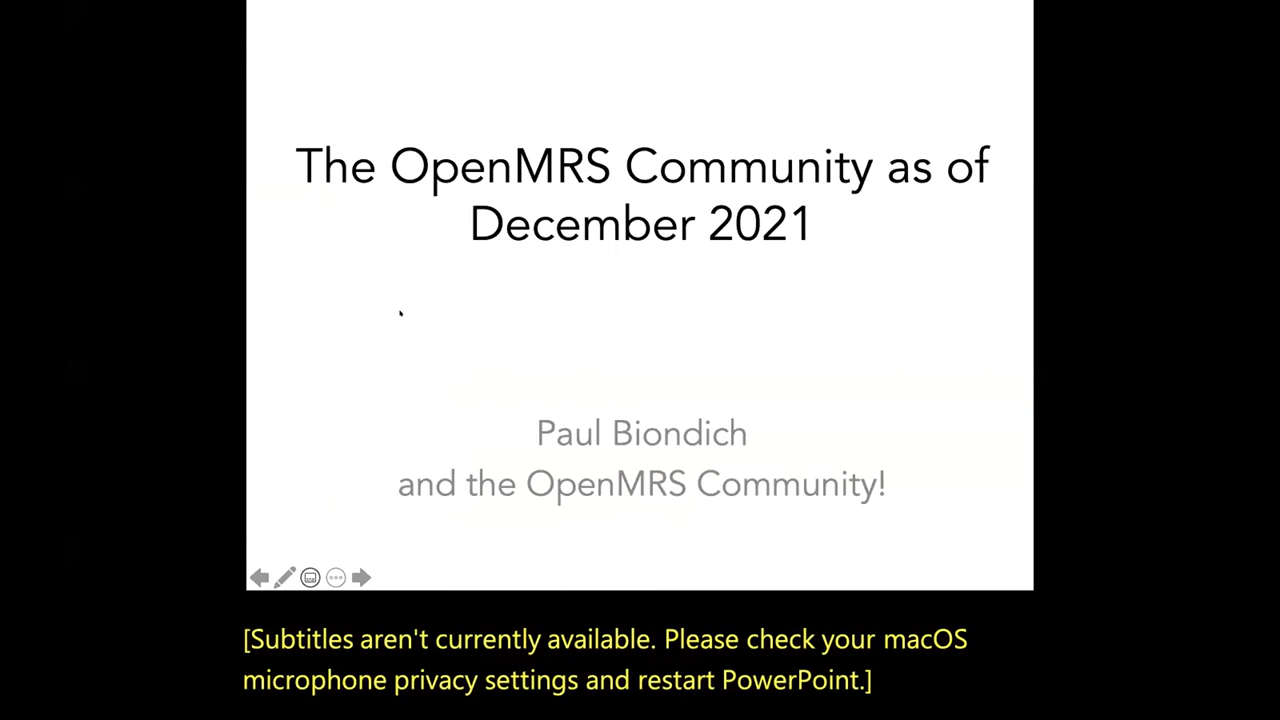 The OpenMRS Community as of
December 2021
Paul Biondich
and the OpenMRS Community!
[Subtitles aren't currently available. Please check your macOS
microphone privacy settings and restart PowerPoint.]